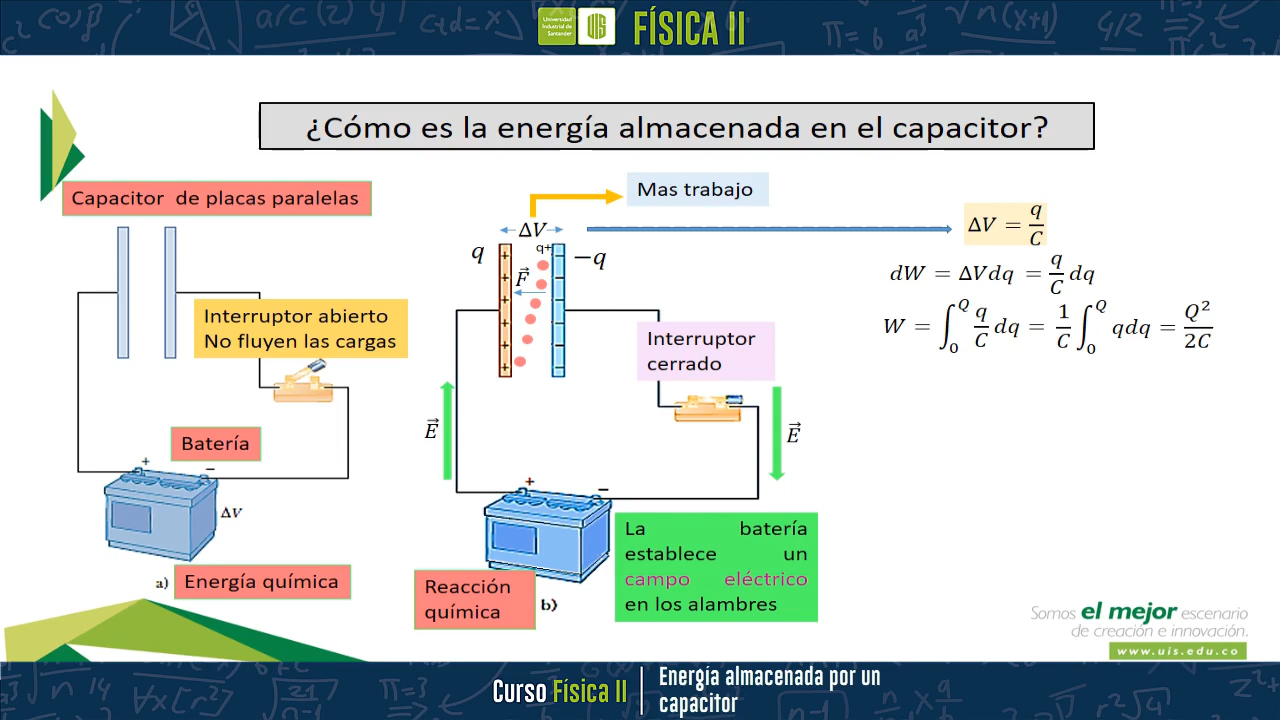 Universidad
Industrial de
Santander
UIS
FÍSICA II
¿Cómo es la energía almacenada en el capacitor?
Capacitor de placas paralelas
Interruptor abierto
No fluyen las cargas
Batería
+
−
ΔV
a)
Energía química
Mas trabajo
ΔV
q
q+
−q
F⃗
Interruptor
cerrado
E⃗
E⃗
+
−
Reacción
química
b)
La batería
establece un
campo eléctrico
en los alambres
ΔV = q/C
dW = ΔVdq = q/C dq
W = ∫₀^Q q/C dq = 1/C ∫₀^Q qdq = Q²/2C
Somos el mejor escenario
de creación e innovación.
www.uis.edu.co
Curso Física II
Energía almacenada por un
capacitor